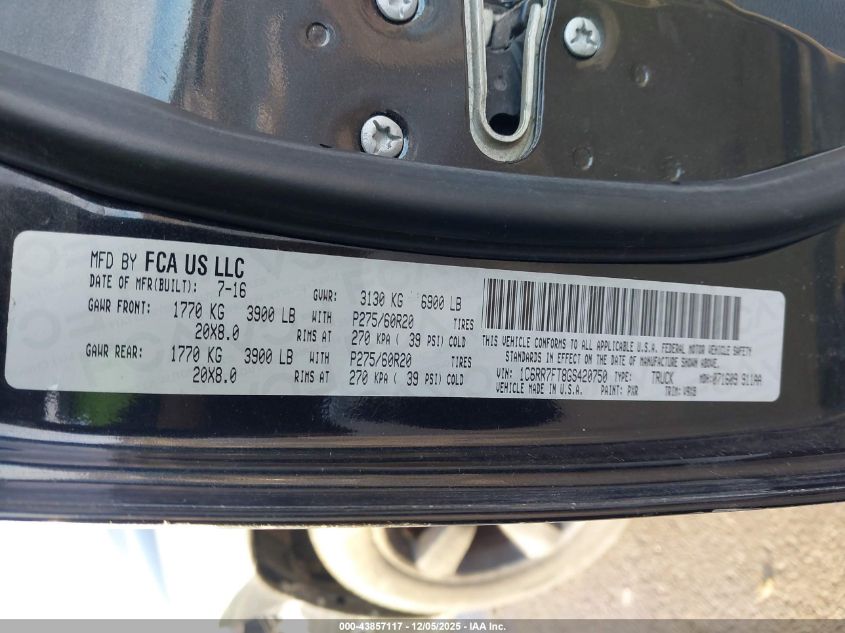 MFD BY FCA US LLC
DATE OF MFR(BUILT): 7-16 GVWR: 3130 KG 6900 LB
GAWR FRONT: 1770 KG 3900 LB WITH P275/60R20 TIRES
20X8.0 RIMS AT 270 KPA ( 39 PSI) COLD
GAWR REAR: 1770 KG 3900 LB WITH P275/60R20 TIRES
20X8.0 RIMS AT 270 KPA ( 39 PSI) COLD
THIS VEHICLE CONFORMS TO ALL APPLICABLE U.S.A. FEDERAL MOTOR VEHICLE SAFETY
STANDARDS IN EFFECT ON THE DATE OF MANUFACTURE SHOWN ABOVE.
VIN: 1C6RR7FT8GS420750 TYPE: TRUCK MDH: 071609 911AA
VEHICLE MADE IN U.S.A. PAINT: PXR TRIM:
000-43857117 - 12/05/2025 - IAA Inc.